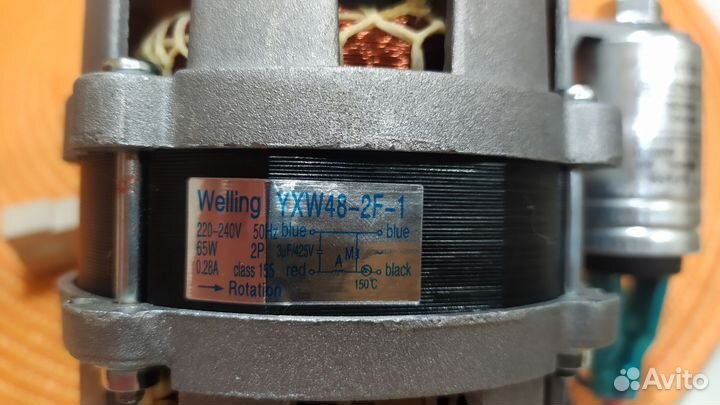 Welling YXW48-2F-1
220-240V 50Hz blue blue
65W 2P 3μF/425V M
0.28A class 155 red A black
→ Rotation 150℃
Avito